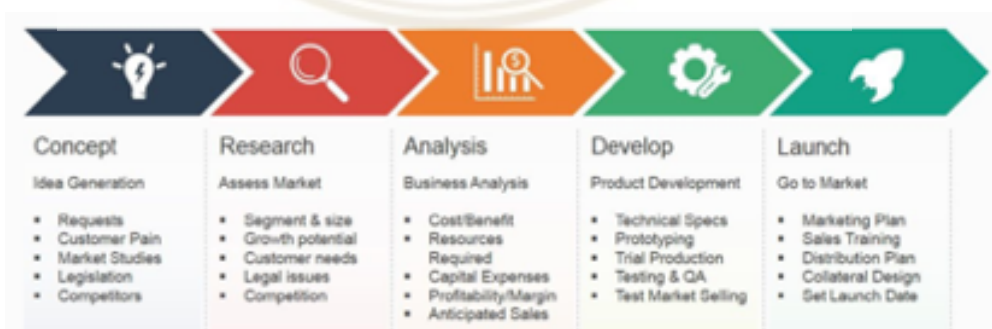 Concept
Idea Generation
▪ Requests
▪ Customer Pain
▪ Market Studies
▪ Legislation
▪ Competitors
Research
Assess Market
▪ Segment & size
▪ Growth potential
▪ Customer needs
▪ Legal issues
▪ Competition
Analysis
Business Analysis
▪ Cost/Benefit
▪ Resources
Required
▪ Capital Expenses
▪ Profitability/Margin
▪ Anticipated Sales
Develop
Product Development
▪ Technical Specs
▪ Prototyping
▪ Trial Production
▪ Testing & QA
▪ Test Market Selling
Launch
Go to Market
▪ Marketing Plan
▪ Sales Training
▪ Distribution Plan
▪ Collateral Design
▪ Set Launch Date